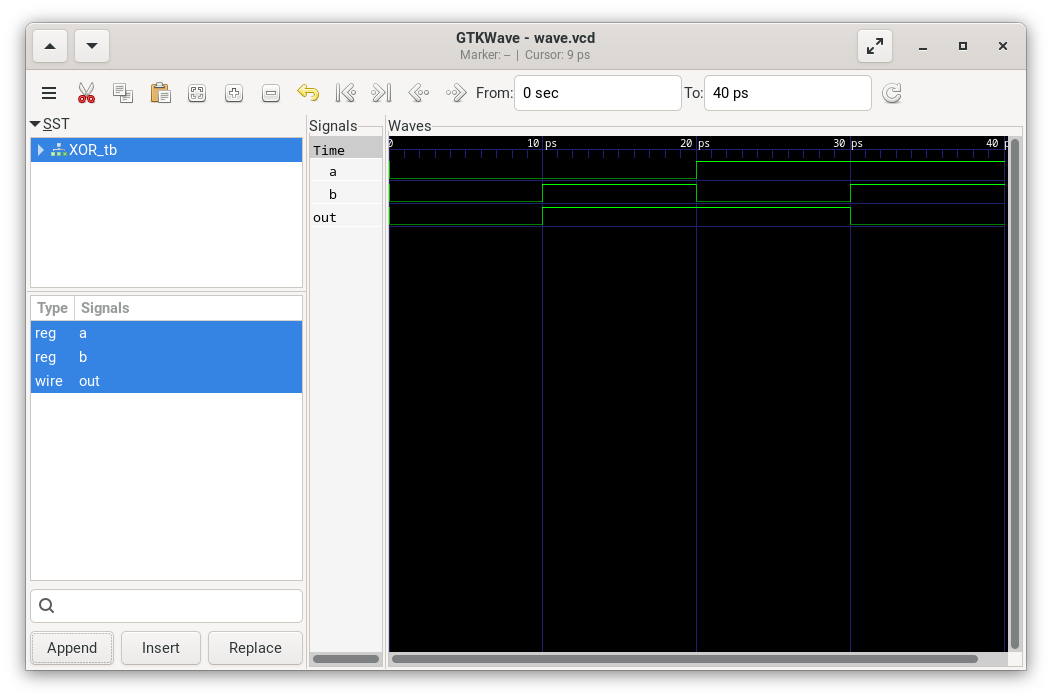 GTKWave - wave.vcd
Marker: -- | Cursor: 9 ps
From: 0 sec To: 40 ps
SST
XOR_tb
Type Signals
reg a
reg b
wire out
Append Insert Replace
Signals
Time
a
b
out
Waves
0 10 ps 20 ps 30 ps 40 p